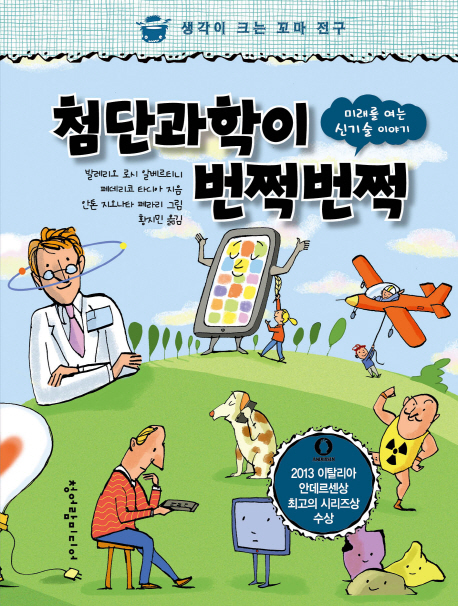 생각이 크는 꼬마 전구
첨단과학이
번쩍번쩍
미래를 여는
신기술 이야기
발레리오 로시 알베르티니
페데리코 타디아 지음
안톤 지오나타 페라리 그림
황지민 옮김
2013 이탈리아
안데르센상
최고의 시리즈상
수상
청어람미디어